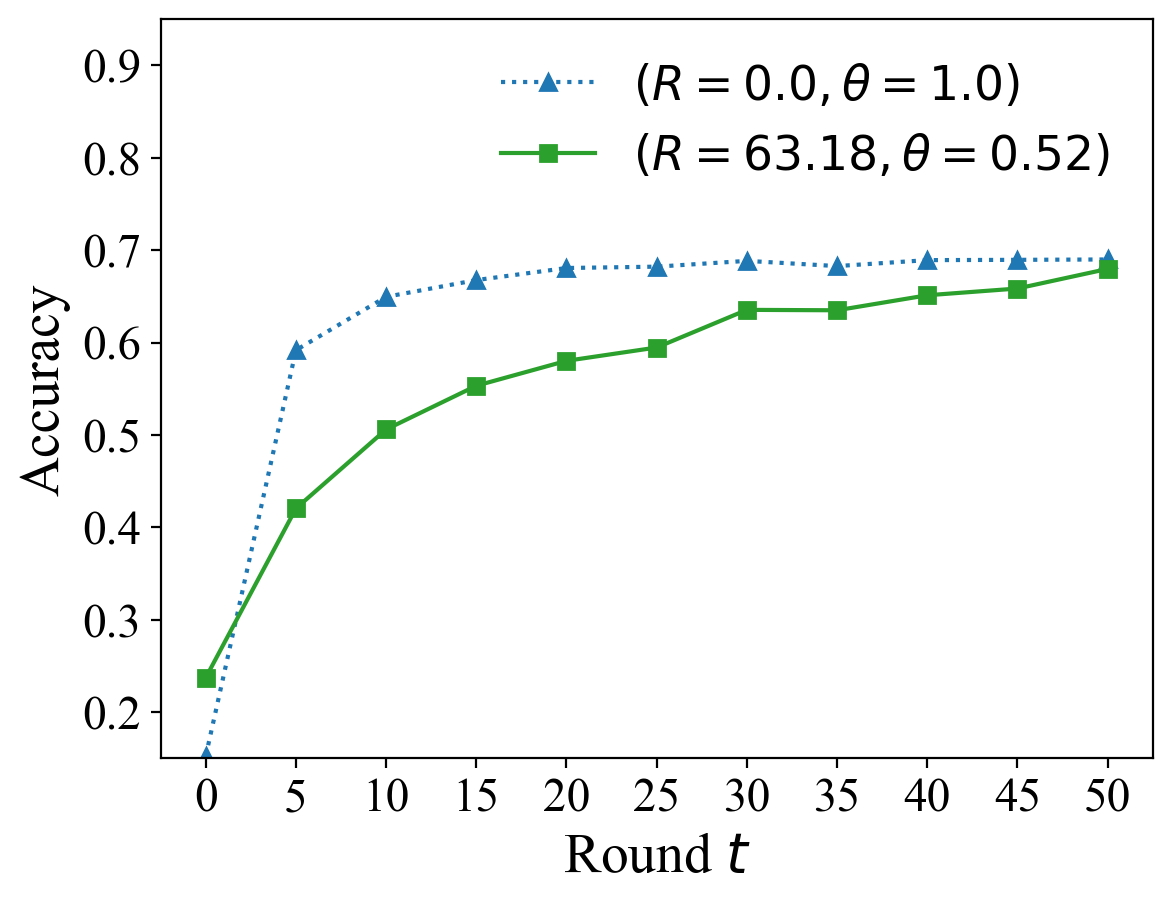 0.9
0.8
0.7
0.6
0.5
0.4
0.3
0.2
Accuracy
(R = 0.0, θ = 1.0)
(R = 63.18, θ = 0.52)
0 5 10 15 20 25 30 35 40 45 50
Round t